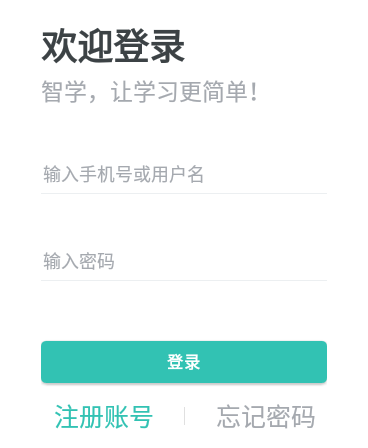 欢迎登录
智学，让学习更简单！
输入手机号或用户名
输入密码
登录
注册账号 忘记密码